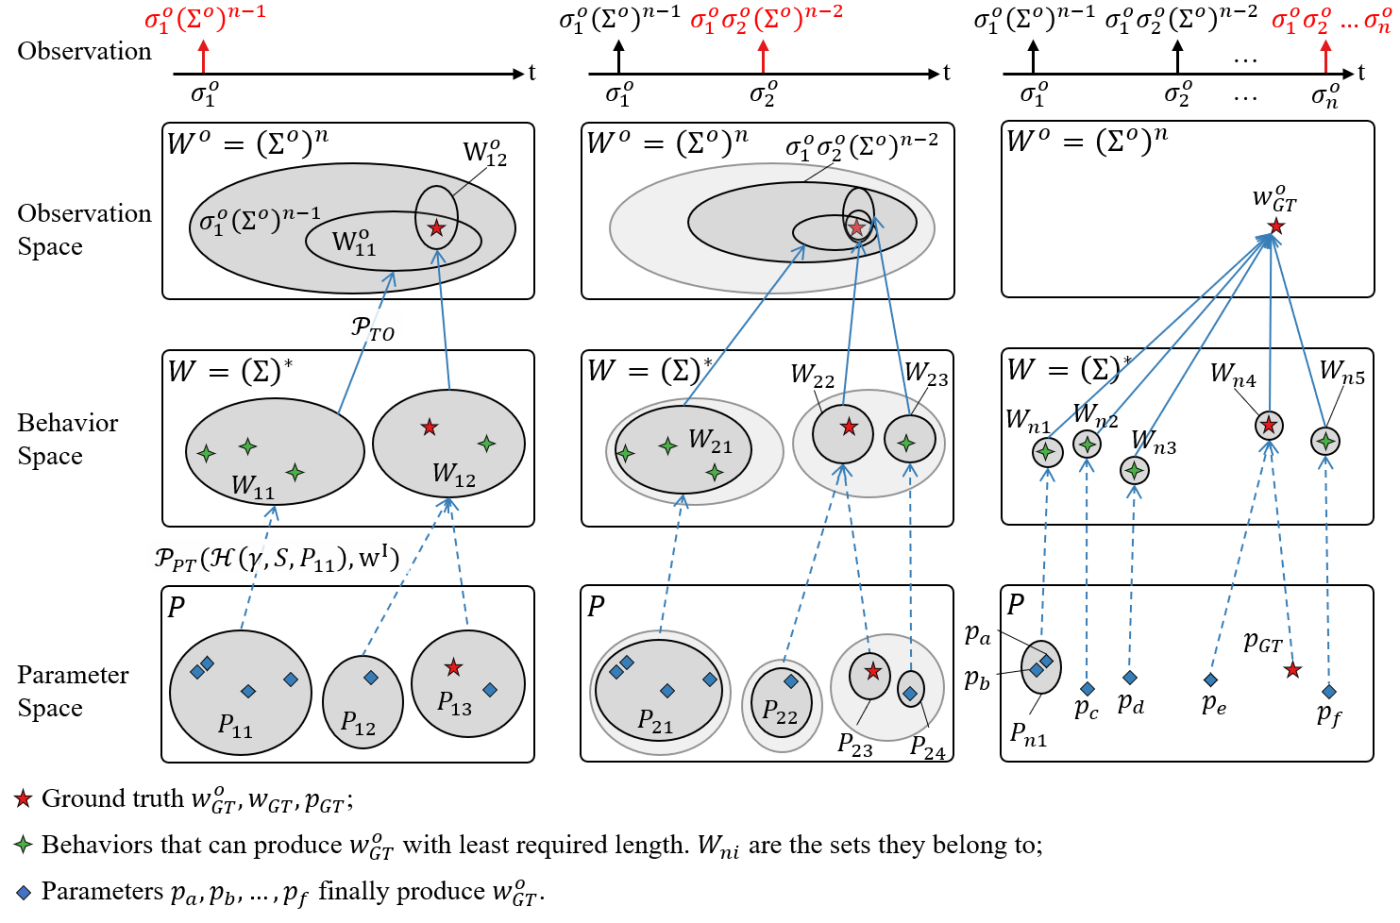 Observation
σ₁ᵒ(Σᵒ)ⁿ⁻¹
t
σ₁ᵒ
σ₁ᵒ(Σᵒ)ⁿ⁻¹ σ₁ᵒσ₂ᵒ(Σᵒ)ⁿ⁻²
t
σ₁ᵒ σ₂ᵒ
σ₁ᵒ(Σᵒ)ⁿ⁻¹ σ₁ᵒσ₂ᵒ(Σᵒ)ⁿ⁻² σ₁ᵒσ₂ᵒ … σₙᵒ
… t
σ₁ᵒ σ₂ᵒ … σₙᵒ
Observation
Space
Wᵒ = (Σᵒ)ⁿ
W₁₂ᵒ
σ₁ᵒ(Σᵒ)ⁿ⁻¹
W₁₁ᵒ
Wᵒ = (Σᵒ)ⁿ
σ₁ᵒσ₂ᵒ(Σᵒ)ⁿ⁻²
Wᵒ = (Σᵒ)ⁿ
w_GTᵒ
𝒫_TO
Behavior
Space
W = (Σ)*
W₁₁
W₁₂
W = (Σ)*
W₂₂
W₂₃
W₂₁
W = (Σ)*
W_n4
W_n5
W_n1
W_n2
W_n3
𝒫_PT(ℋ(γ, S, P₁₁), wᴵ)
Parameter
Space
P
P₁₁
P₁₂
P₁₃
P
P₂₁
P₂₂
P₂₃
P₂₄
P
p_a
p_b
P_n1
p_c
p_d
p_e
p_GT
p_f
Ground truth w_GTᵒ, w_GT, p_GT;
Behaviors that can produce w_GTᵒ with least required length. W_ni are the sets they belong to;
Parameters p_a, p_b, …, p_f finally produce w_GTᵒ.